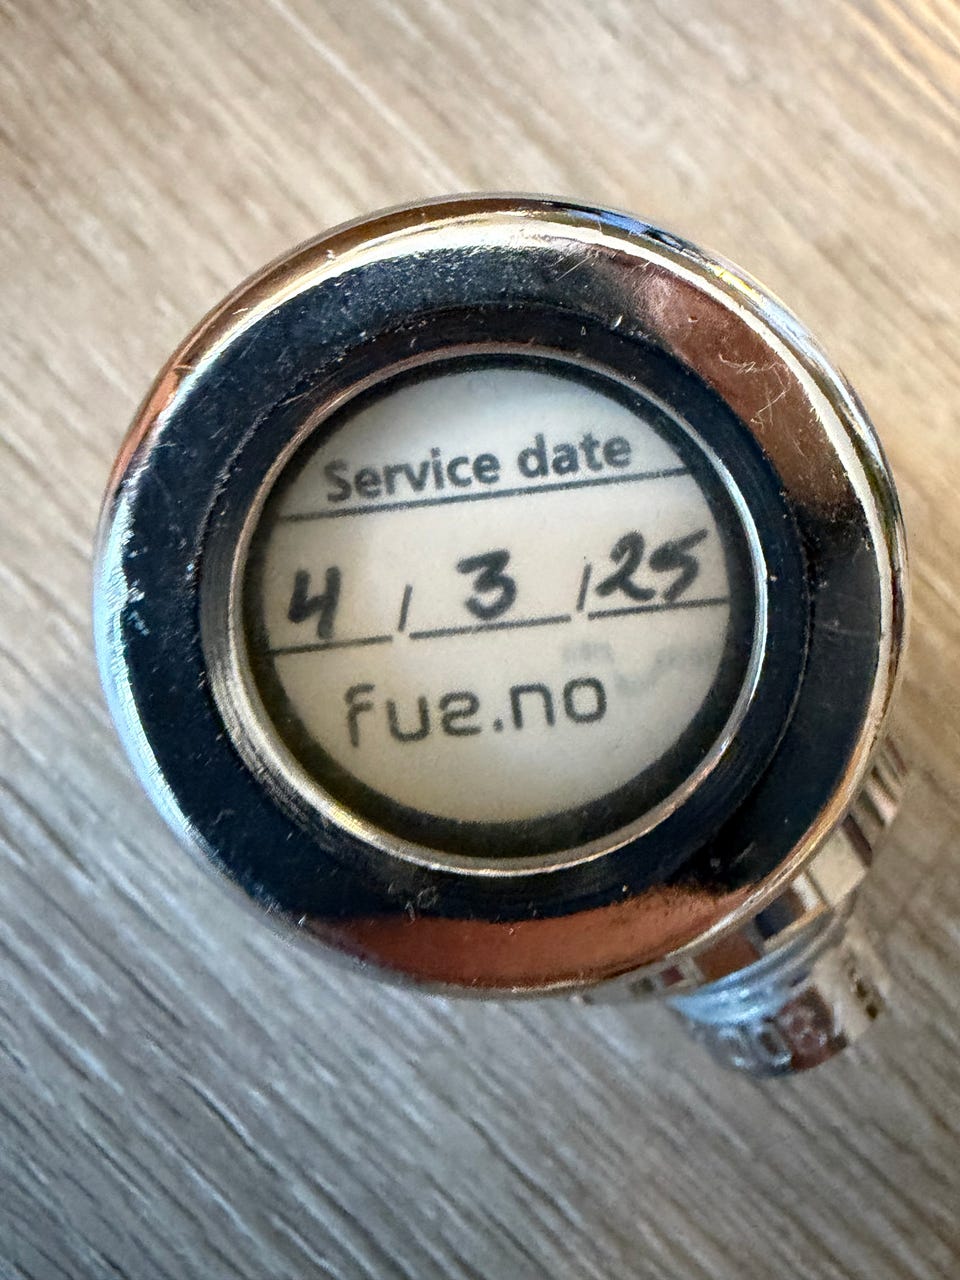 Service date
4 / 3 / 25
fue.no